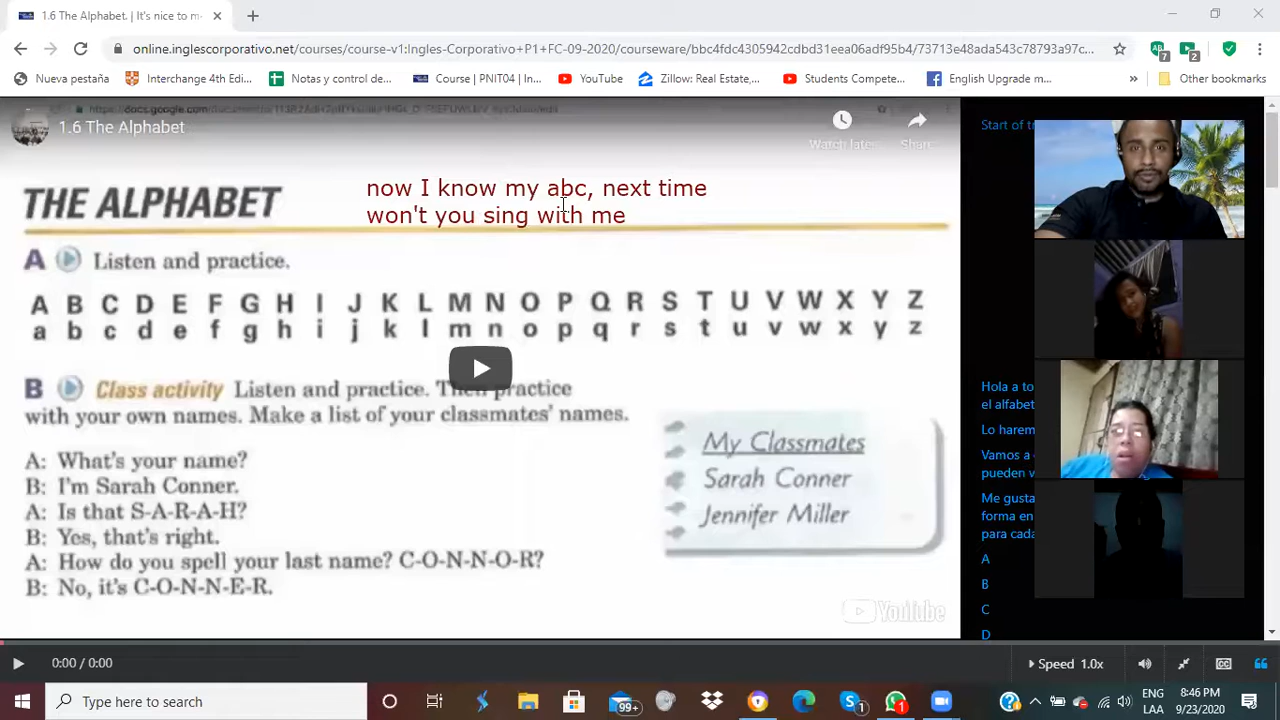 1.6 The Alphabet. | It's nice to m
online.inglescorporativo.net/courses/course-v1:Ingles-Corporativo+P1+FC-09-2020/courseware/bbc4fdc4305942cdbd31eea06adf95b4/73713e48ada543c78793a97c...
7
2
Nueva pestaña
Interchange 4th Edi...
Notas y control de...
Course | PNIT04 | In...
YouTube
Zillow: Real Estate,...
Students Compete...
English Upgrade m...
»
Other bookmarks
1.6 The Alphabet
Watch later
Share
Start of tr
THE ALPHABET
now I know my abc, next time
won't you sing with me
A Listen and practice.
A B C D E F G H I J K L M N O P Q R S T U V W X Y Z
a b c d e f g h i j k l m n o p q r s t u v w x y z
B Class activity Listen and practice. Then practice
with your own names. Make a list of your classmates' names.
A: What's your name?
B: I'm Sarah Conner.
A: Is that S-A-R-A-H?
B: Yes, that's right.
A: How do you spell your last name? C-O-N-N-O-R?
B: No, it's C-O-N-N-E-R.
My Classmates
Sarah Conner
Jennifer Miller
YouTube
Hola a to
el alfabet
Lo harem
Vamos a
pueden
Me gusta
forma en
para cada
A
B
C
D
0:00 / 0:00
Speed 1.0x
Type here to search
99+
1
1
ENG
LAA
8:46 PM
9/23/2020
1